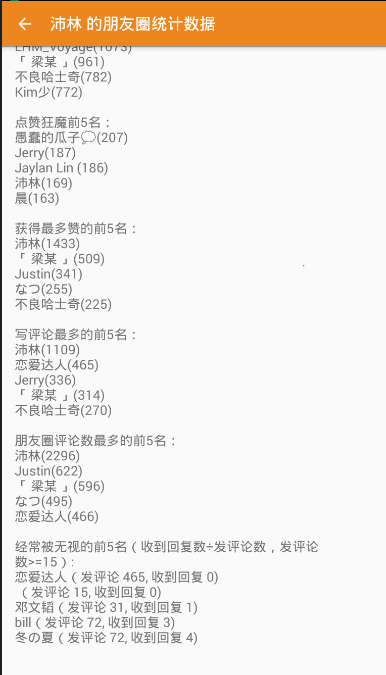 沛林 的朋友圈统计数据
LHM_Voyage(1073)
「 梁某 」(961)
不良哈士奇(782)
Kim少(772)
点赞狂魔前5名：
愚蠢的瓜子💭(207)
Jerry(187)
Jaylan Lin (186)
沛林(169)
晨(163)
获得最多赞的前5名：
沛林(1433)
「 梁某 」(509)
Justin(341)
なつ(255)
不良哈士奇(225)
写评论最多的前5名：
沛林(1109)
恋爱达人(465)
Jerry(336)
「 梁某 」(314)
不良哈士奇(270)
朋友圈评论数最多的前5名：
沛林(2296)
Justin(622)
「 梁某 」(596)
なつ(495)
恋爱达人(466)
经常被无视的前5名（收到回复数÷发评论数，发评论
数>=15）:
恋爱达人（发评论 465, 收到回复 0)
（发评论 15, 收到回复 0)
邓文韬（发评论 31, 收到回复 1)
bill（发评论 72, 收到回复 3)
冬の夏（发评论 72, 收到回复 4)